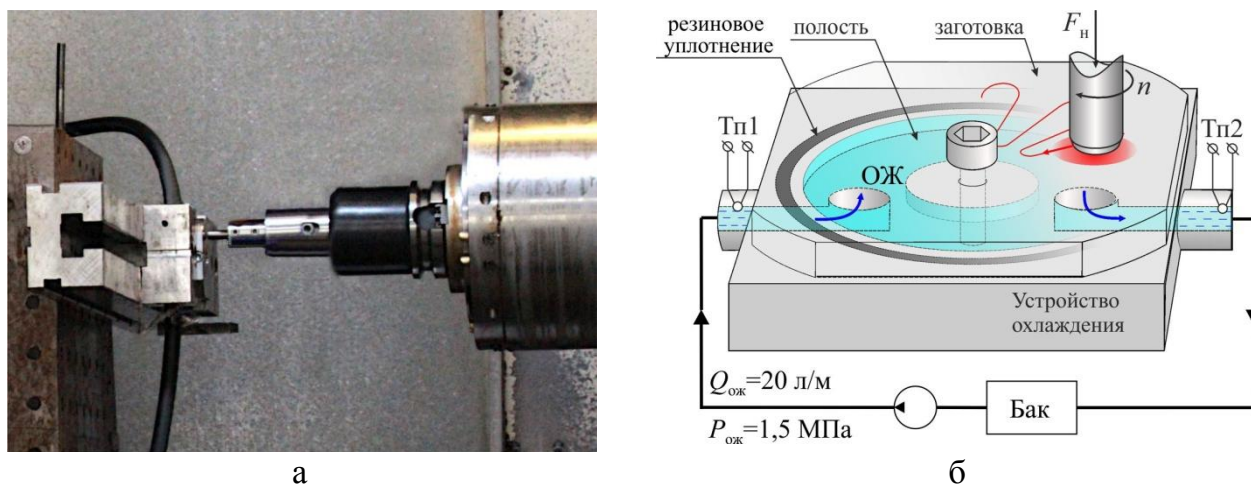 резиновое
уплотнение
полость
заготовка
Fн
n
Тп1
Тп2
ОЖ
Устройство
охлаждения
Qож=20 л/м
Pож=1,5 МПа
Бак
а
б